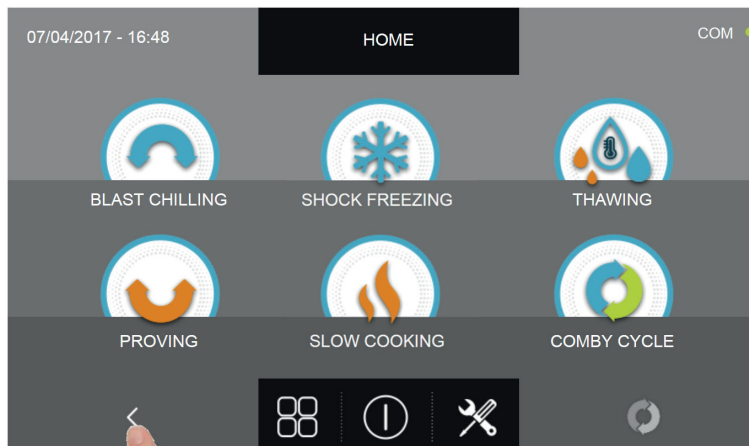 07/04/2017 - 16:48
HOME
COM
BLAST CHILLING
SHOCK FREEZING
THAWING
PROVING
SLOW COOKING
COMBY CYCLE